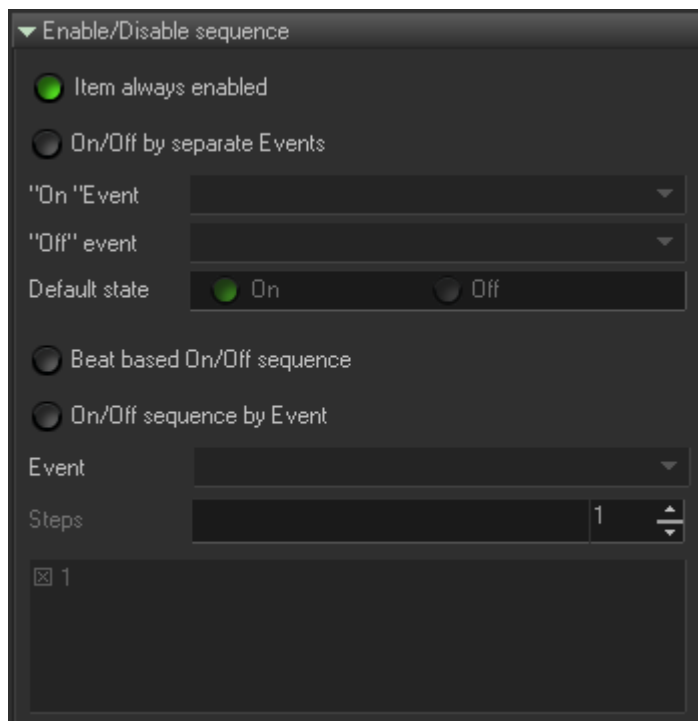 Enable/Disable sequence
Item always enabled
On/Off by separate Events
"On "Event
"Off" event
Default state On Off
Beat based On/Off sequence
On/Off sequence by Event
Event
Steps 1
1